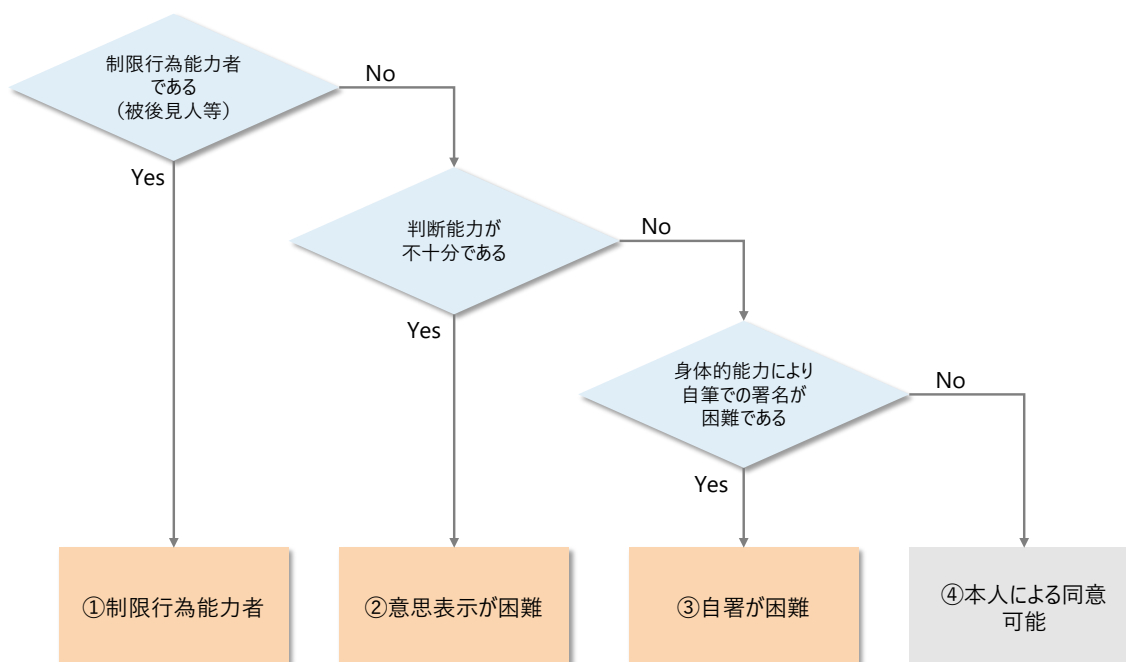 制限行為能力者
である
（被後見人等）
No
Yes
判断能力が
不十分である
No
Yes
身体的能力により
自筆での署名が
困難である
No
Yes
①制限行為能力者
②意思表示が困難
③自署が困難
④本人による同意
可能